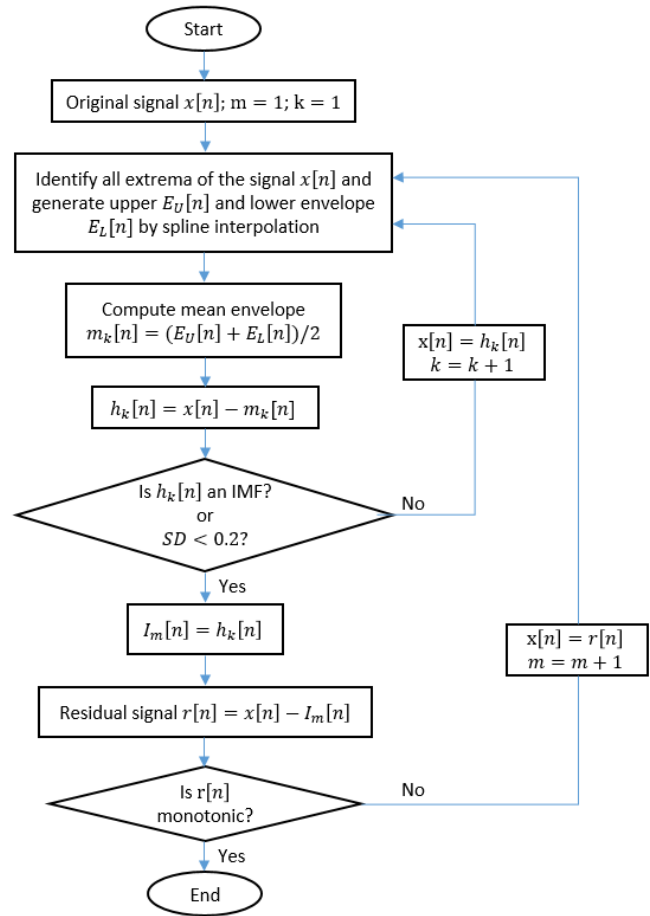 Start
Original signal x[n]; m = 1; k = 1
Identify all extrema of the signal x[n] and
generate upper E_U[n] and lower envelope
E_L[n] by spline interpolation
Compute mean envelope
m_k[n] = (E_U[n] + E_L[n])/2
x[n] = h_k[n]
k = k + 1
h_k[n] = x[n] − m_k[n]
Is h_k[n] an IMF?
or
SD < 0.2?
No
Yes
I_m[n] = h_k[n]
x[n] = r[n]
m = m + 1
Residual signal r[n] = x[n] − I_m[n]
Is r[n]
monotonic?
No
Yes
End